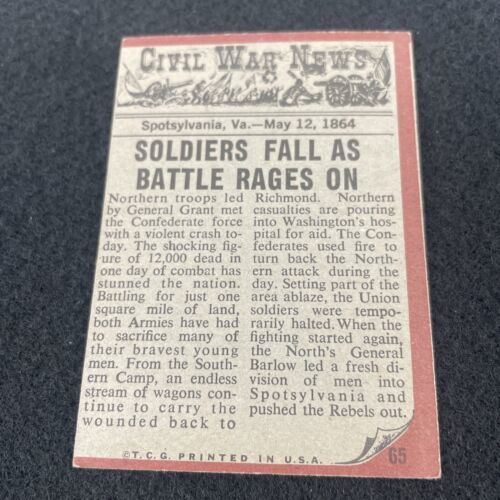 CIVIL WAR NEWS
Spotsylvania, Va.—May 12, 1864
SOLDIERS FALL AS
BATTLE RAGES ON
Northern troops led
by General Grant met
the Confederate force
with a violent crash to-
day. The shocking fig-
ure of 12,000 dead in
one day of combat has
stunned the nation.
Battling for just one
square mile of land,
both Armies have had
to sacrifice many of
their bravest young
men. From the South-
ern Camp, an endless
stream of wagons con-
tinue to carry the
wounded back to
Richmond. Northern
casualties are pouring
into Washington's hos-
pital for aid. The Con-
federates used fire to
turn back the North-
ern attack during the
day. Setting part of the
area ablaze, the Union
soldiers were tempo-
rarily halted. When the
fighting started again,
the North's General
Barlow led a fresh di-
vision of men into
Spotsylvania and
pushed the Rebels out.
©T.C.G. PRINTED IN U.S.A.
65